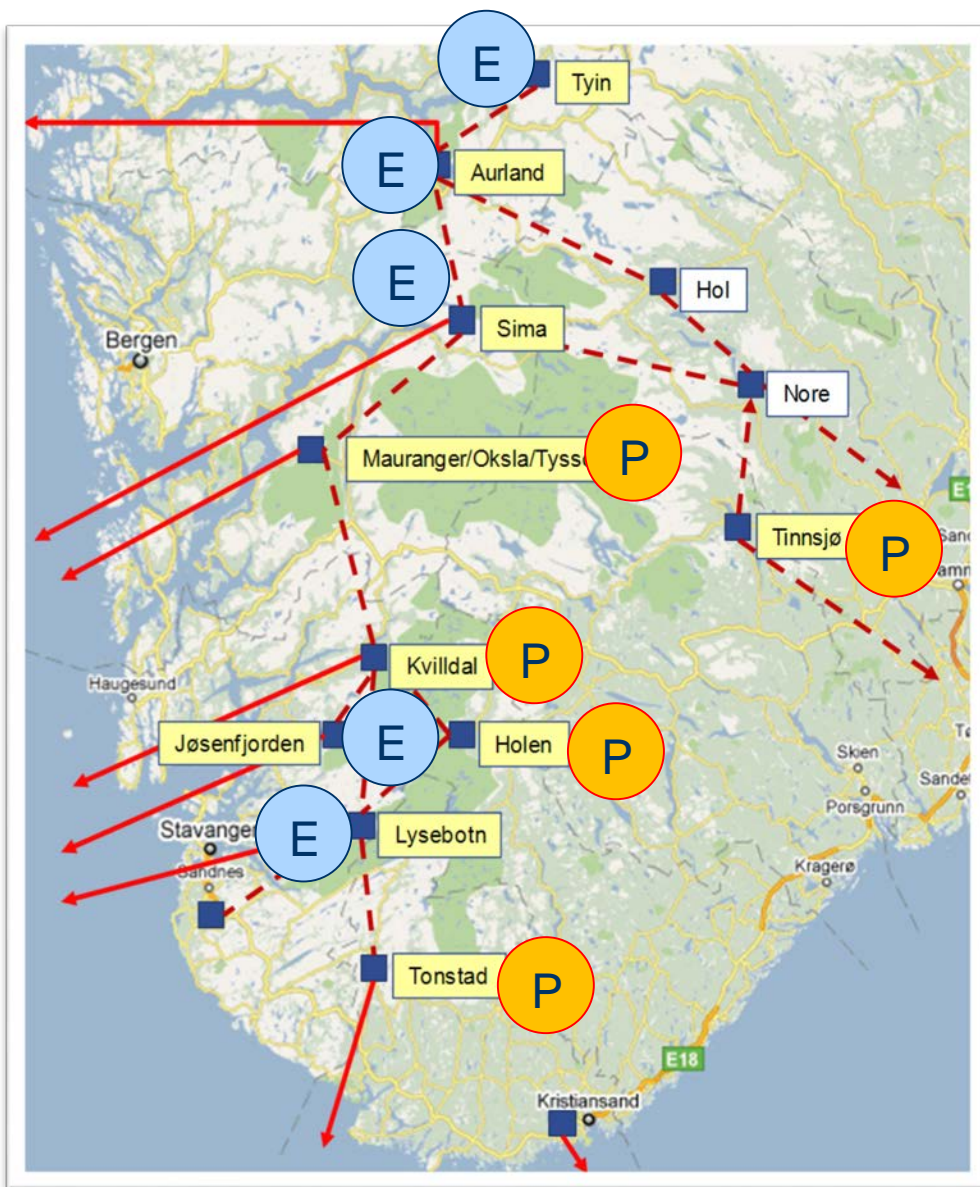 E
Tyin
E
Aurland
E
Hol
Sima
Bergen
Nore
Mauranger/Oksla/Tysse
P
Tinnsjø
P
Kvilldal
P
Haugesund
Jøsenfjorden
E
Holen
P
Skien
Porsgrunn
Stavanger
E
Lysebotn
Kragerø
Sandnes
Tonstad
P
E18
Kristiansand